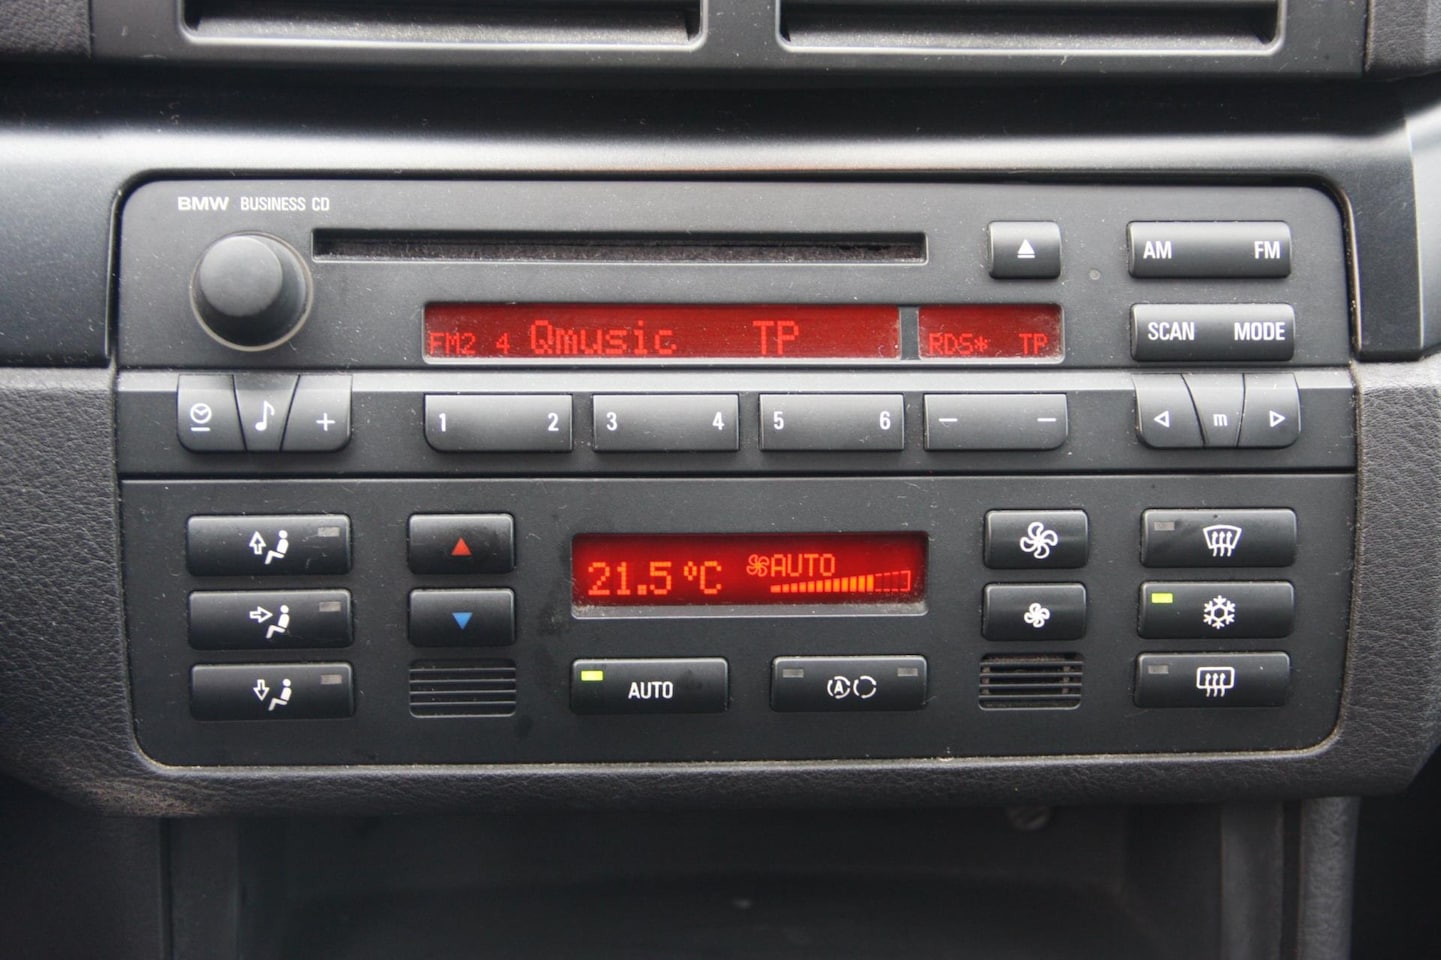 BMW BUSINESS CD
AM FM
FM2 4 Qmusic TP RDS* TP
SCAN MODE
+ 1 2 3 4 5 6 — — m
21.5°C AUTO
AUTO A